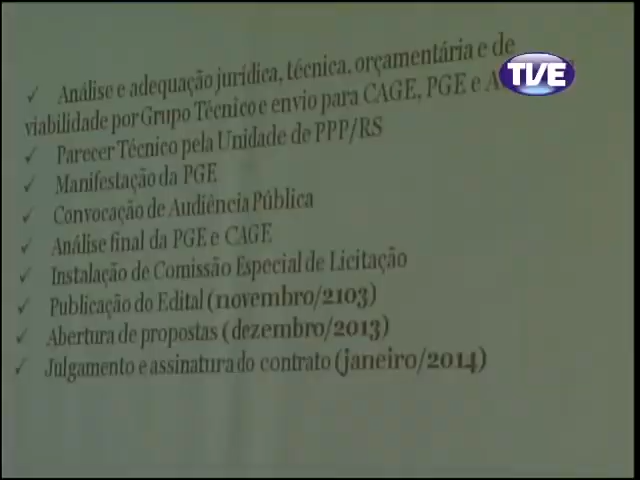 ✓ Análise e adequação jurídica, técnica, orçamentária e de
viabilidade por Grupo Técnico e envio para CAGE, PGE e
✓ Parecer Técnico pela Unidade de PPP/RS
✓ Manifestação da PGE
✓ Convocação de Audiência Pública
✓ Análise final da PGE e CAGE
✓ Instalação de Comissão Especial de Licitação
✓ Publicação do Edital (novembro/2103)
✓ Abertura de propostas (dezembro/2013)
✓ Julgamento e assinatura do contrato (janeiro/2014)
TVE